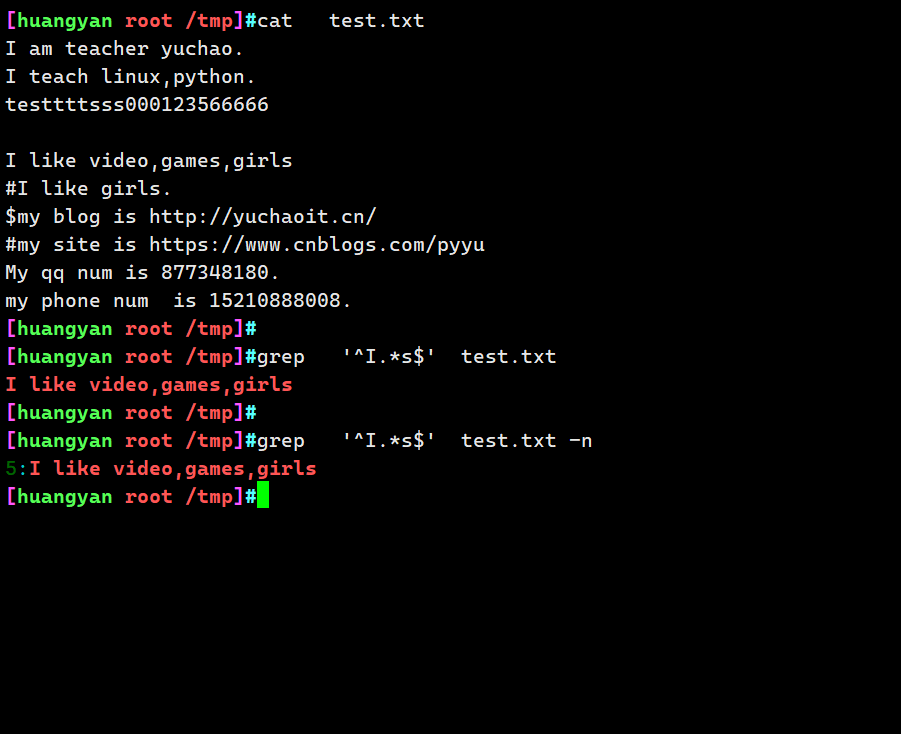 [huangyan root /tmp]#cat   test.txt
I am teacher yuchao.
I teach linux,python.
testtttsss000123566666

I like video,games,girls
#I like girls.
$my blog is http://yuchaoit.cn/
#my site is https://www.cnblogs.com/pyyu
My qq num is 877348180.
my phone num  is 15210888008.
[huangyan root /tmp]#
[huangyan root /tmp]#grep   '^I.*s$'  test.txt
I like video,games,girls
[huangyan root /tmp]#
[huangyan root /tmp]#grep   '^I.*s$'  test.txt -n
5:I like video,games,girls
[huangyan root /tmp]#